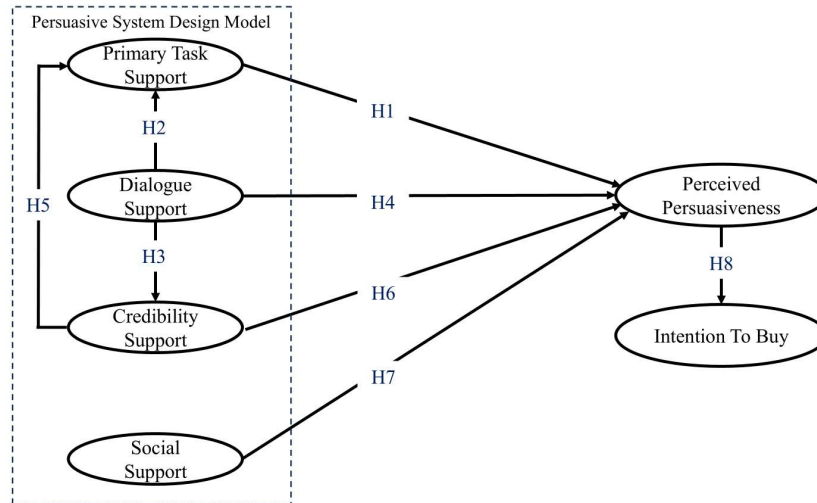 Persuasive System Design Model
Primary Task
Support
H1
H2
Dialogue
Support
H4
Perceived
Persuasiveness
H5
H3
H8
H6
Credibility
Support
Intention To Buy
H7
Social
Support